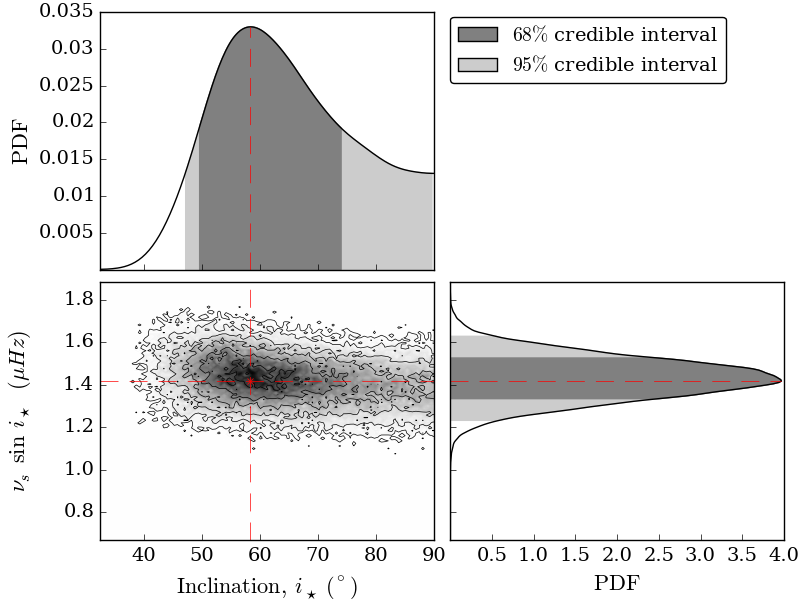 0.035
0.03
0.025
0.02
0.015
0.01
0.005
PDF
68% credible interval
95% credible interval
1.8
1.6
1.4
1.2
1.0
0.8
ν_s sin i_⋆ (μHz)
40 50 60 70 80 90
Inclination, i_⋆ (°)
0.5 1.0 1.5 2.0 2.5 3.0 3.5 4.0
PDF